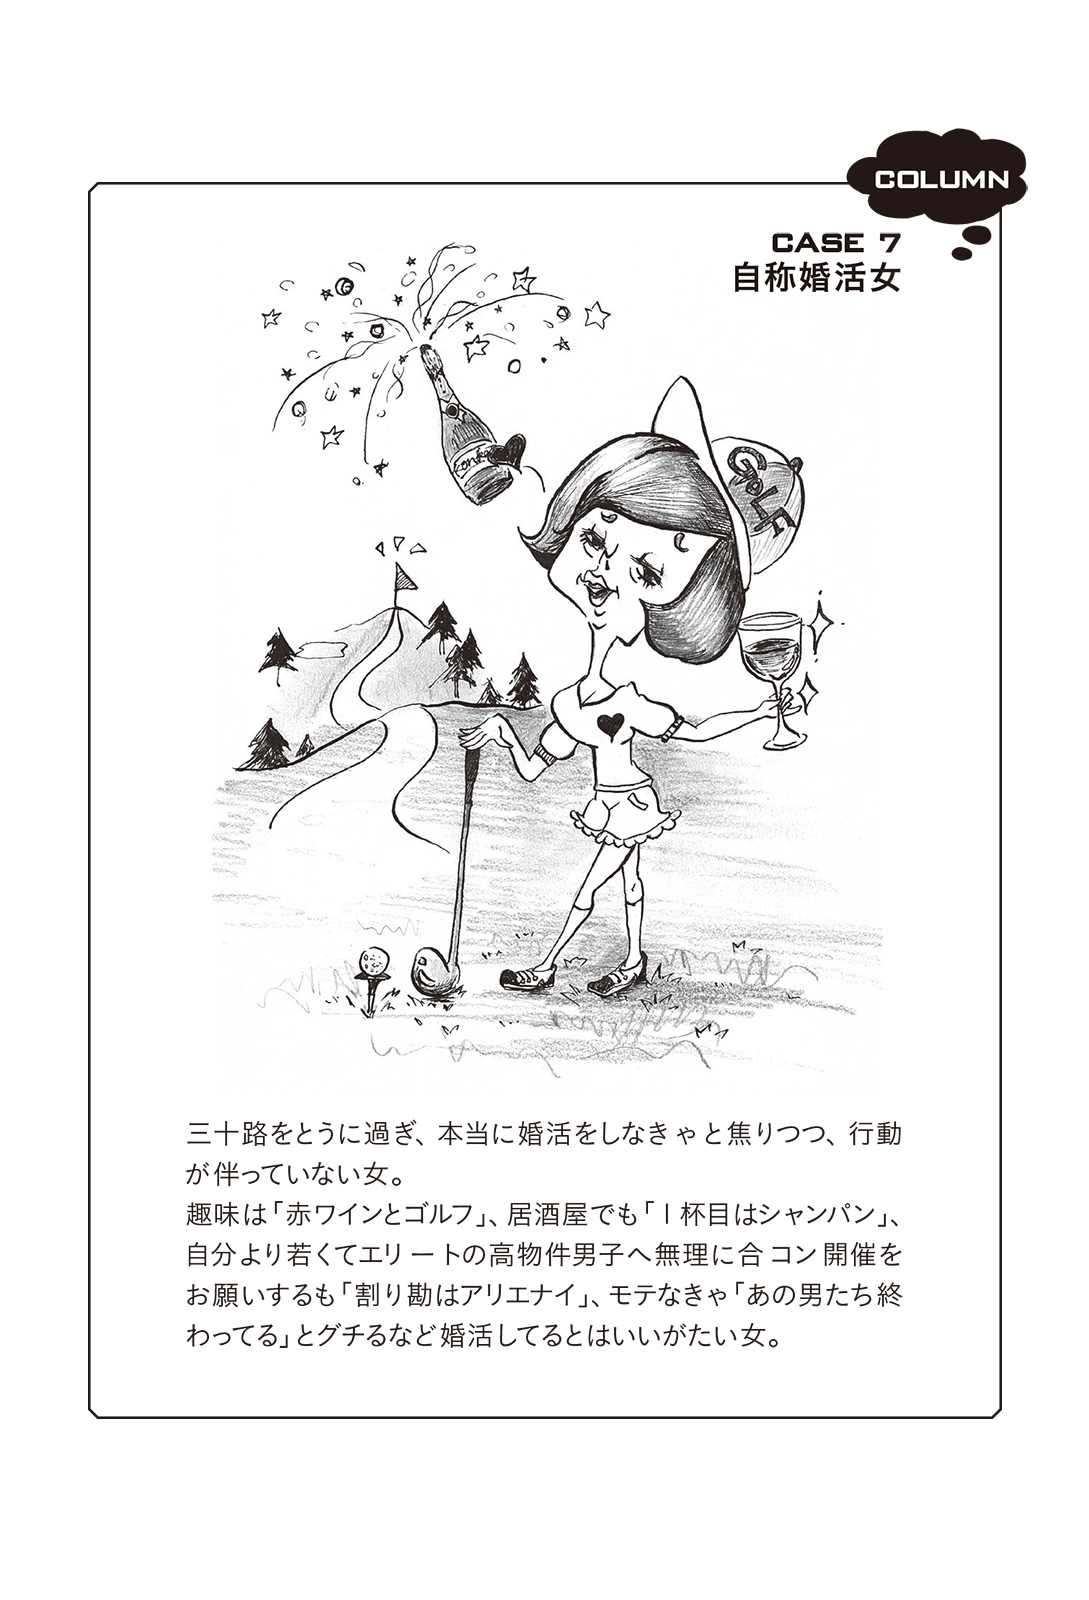 COLUMN
CASE 7
自称婚活女
GOLF
三十路をとうに過ぎ、本当に婚活をしなきゃと焦りつつ、行動
が伴っていない女。
趣味は「赤ワインとゴルフ」、居酒屋でも「1杯目はシャンパン」、
自分より若くてエリートの高物件男子へ無理に合コン開催を
お願いするも「割り勘はアリエナイ」、モテなきゃ「あの男たち終
わってる」とグチるなど婚活してるとはいいがたい女。